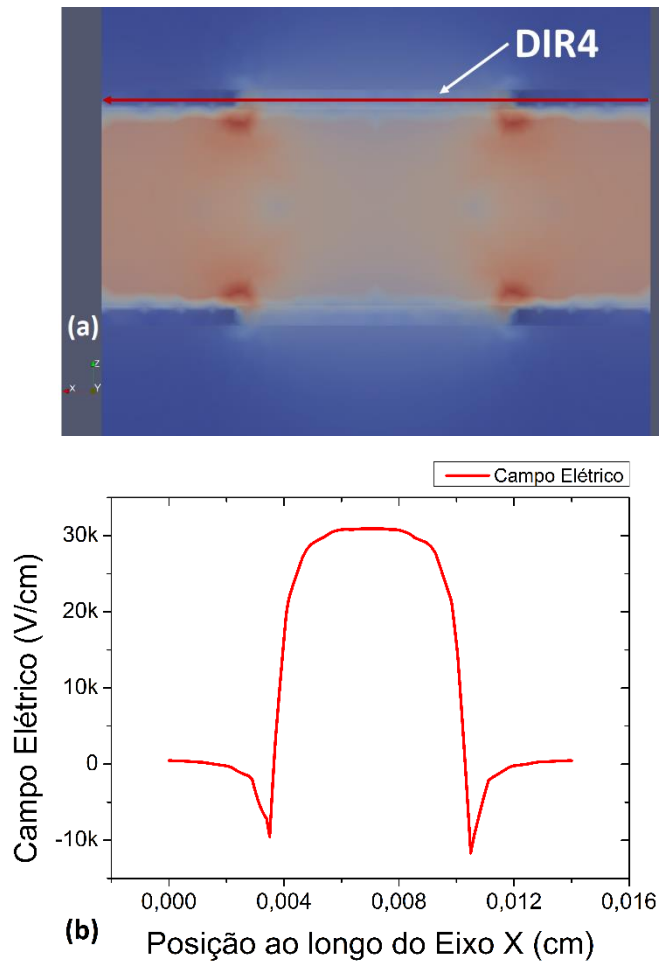 DIR4
(a)
Z
X
Y
Campo Elétrico
Campo Elétrico (V/cm)
30k
20k
10k
0
-10k
0,000
0,004
0,008
0,012
0,016
(b)
Posição ao longo do Eixo X (cm)